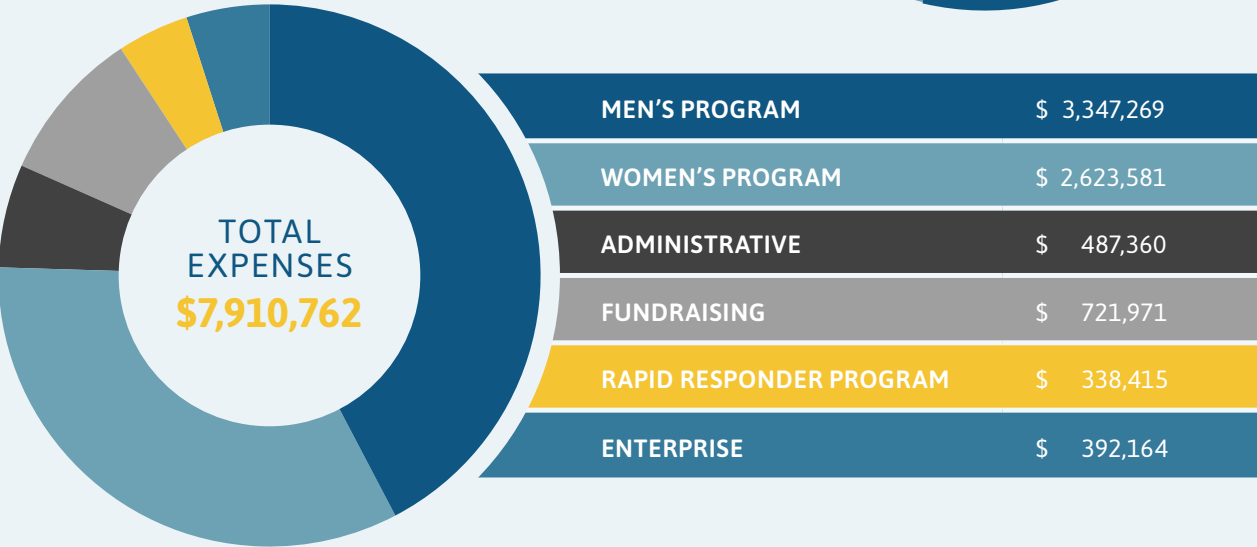 TOTAL
EXPENSES
$7,910,762
MEN’S PROGRAM $ 3,347,269
WOMEN’S PROGRAM $ 2,623,581
ADMINISTRATIVE $ 487,360
FUNDRAISING $ 721,971
RAPID RESPONDER PROGRAM $ 338,415
ENTERPRISE $ 392,164